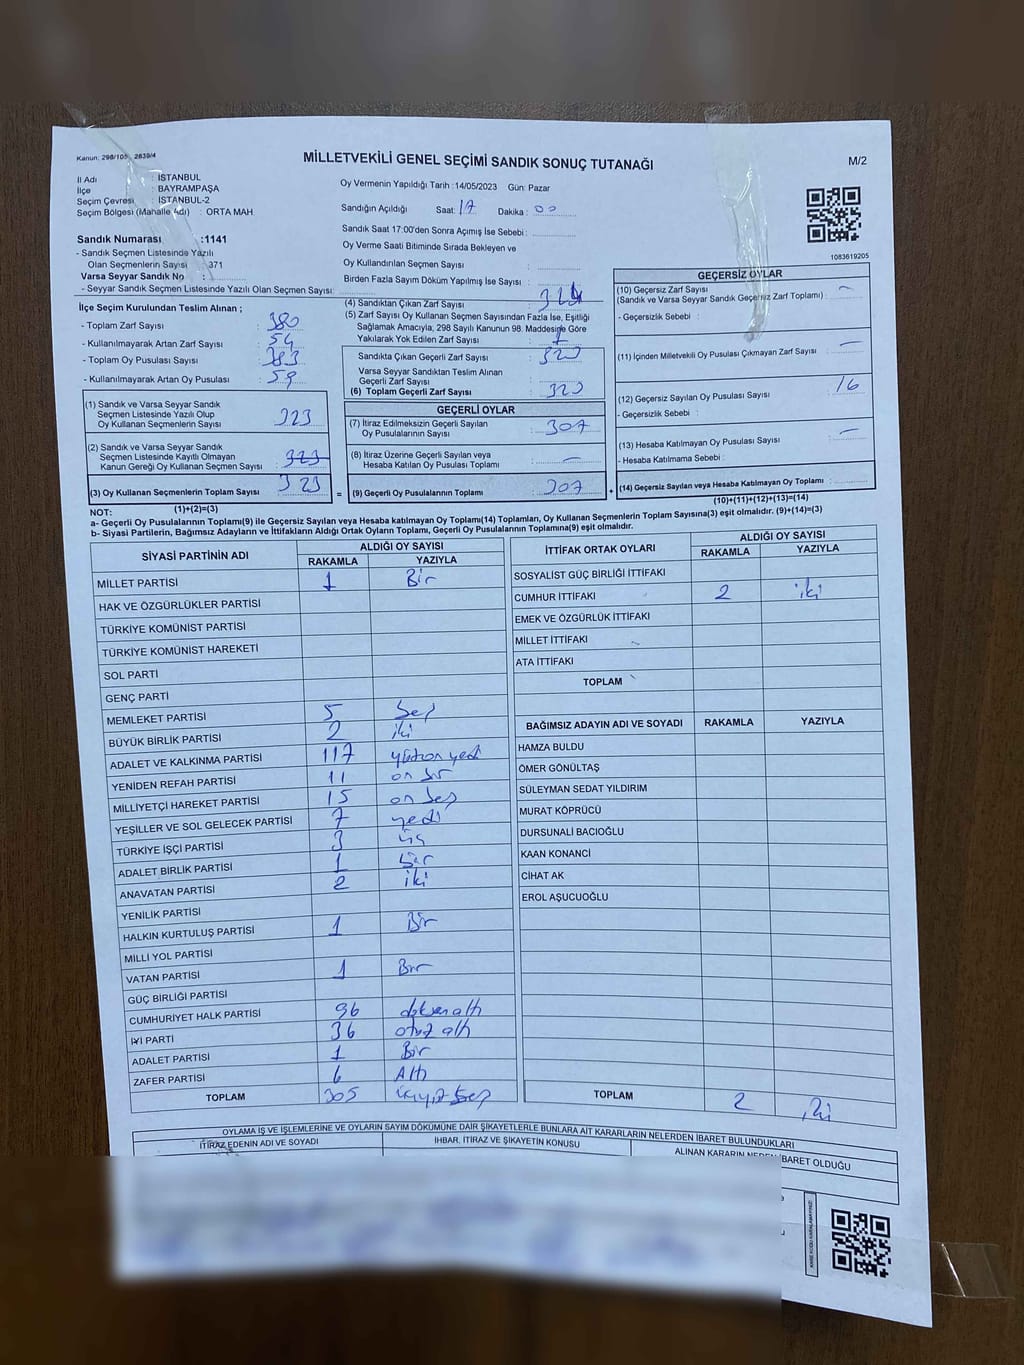 Kanun: 298/105 2839/4
MİLLETVEKİLİ GENEL SEÇİMİ SANDIK SONUÇ TUTANAĞI
M/2
İl Adı : İSTANBUL
İlçe : BAYRAMPAŞA
Seçim Çevresi : İSTANBUL-2
Seçim Bölgesi (Mahalle Adı) : ORTA MAH.
Oy Vermenin Yapıldığı Tarih :14/05/2023 Gün: Pazar
Sandığın Açıldığı Saat: 17 Dakika : 00
Sandık Saat 17:00'den Sonra Açımış İse Sebebi :
Oy Verme Saati Bitiminde Sırada Bekleyen ve
Oy Kullandırılan Seçmen Sayısı :
Birden Fazla Sayım Döküm Yapılmış İse Sayısı :
1083619205
Sandık Numarası :1141
- Sandık Seçmen Listesinde Yazılı
Olan Seçmenlerin Sayısı : 371
Varsa Seyyar Sandık No :
- Seyyar Sandık Seçmen Listesinde Yazılı Olan Seçmen Sayısı:
İlçe Seçim Kurulundan Teslim Alınan ;
- Toplam Zarf Sayısı : 380
- Kullanılmayarak Artan Zarf Sayısı : 54
- Toplam Oy Pusulası Sayısı : 383
- Kullanılmayarak Artan Oy Pusulası : 59
(1) Sandık ve Varsa Seyyar Sandık
Seçmen Listesinde Yazılı Olup
Oy Kullanan Seçmenlerin Sayısı 323
(2) Sandık ve Varsa Seyyar Sandık
Seçmen Listesinde Kayıtlı Olmayan
Kanun Gereği Oy Kullanan Seçmen Sayısı : 323
(3) Oy Kullanan Seçmenlerin Toplam Sayısı : 323
(1)+(2)=(3)
(4) Sandıktan Çıkan Zarf Sayısı : 324
(5) Zarf Sayısı Oy Kullanan Seçmen Sayısından Fazla İse, Eşitliği
Sağlamak Amacıyla, 298 Sayılı Kanunun 98. Maddesine Göre
Yakılarak Yok Edilen Zarf Sayısı : 1
Sandıkta Çıkan Geçerli Zarf Sayısı : 323
Varsa Seyyar Sandıktan Teslim Alınan
Geçerli Zarf Sayısı :
(6) Toplam Geçerli Zarf Sayısı : 323
GEÇERLİ OYLAR
(7) İtiraz Edilmeksizin Geçerli Sayılan
Oy Pusulalarının Sayısı : 307
(8) İtiraz Üzerine Geçerli Sayılan veya
Hesaba Katılan Oy Pusulası Toplamı : —
= (9) Geçerli Oy Pusulalarının Toplamı : 307 +
GEÇERSİZ OYLAR
(10) Geçersiz Zarf Sayısı
(Sandık ve Varsa Seyyar Sandık Geçersiz Zarf Toplamı) : —
- Geçersizlik Sebebi :
(11) İçinden Milletvekili Oy Pusulası Çıkmayan Zarf Sayısı : —
(12) Geçersiz Sayılan Oy Pusulası Sayısı : 16
- Geçersizlik Sebebi :
(13) Hesaba Katılmayan Oy Pusulası Sayısı : —
- Hesaba Katılmama Sebebi :
(14) Geçersiz Sayılan veya Hesaba Katılmayan Oy Toplamı :
(10)+(11)+(12)+(13)=(14)
NOT:
a- Geçerli Oy Pusulalarının Toplamı(9) ile Geçersiz Sayılan veya Hesaba katılmayan Oy Toplamı(14) Toplamları, Oy Kullanan Seçmenlerin Toplam Sayısına(3) eşit olmalıdır. (9)+(14)=(3)
b- Siyasi Partilerin, Bağımsız Adayların ve İttifakların Aldığı Ortak Oyların Toplamı, Geçerli Oy Pusulalarının Toplamına(9) eşit olmalıdır.
SİYASİ PARTİNİN ADI ALDIĞI OY SAYISI
RAKAMLA YAZIYLA
MİLLET PARTİSİ 1 Bir
HAK VE ÖZGÜRLÜKLER PARTİSİ
TÜRKİYE KOMÜNİST PARTİSİ
TÜRKİYE KOMÜNİST HAREKETİ
SOL PARTİ
GENÇ PARTİ
MEMLEKET PARTİSİ 5 beş
BÜYÜK BİRLİK PARTİSİ 2 iki
ADALET VE KALKINMA PARTİSİ 117 yüzon yedi
YENİDEN REFAH PARTİSİ 11 on bir
MİLLİYETÇİ HAREKET PARTİSİ 15 on beş
YEŞİLLER VE SOL GELECEK PARTİSİ 7 yedi
TÜRKİYE İŞÇİ PARTİSİ 3 üç
ADALET BİRLİK PARTİSİ 1 bir
ANAVATAN PARTİSİ 2 iki
YENİLİK PARTİSİ
HALKIN KURTULUŞ PARTİSİ 1 Bir
MİLLİ YOL PARTİSİ
VATAN PARTİSİ 1 Bir
GÜÇ BİRLİĞİ PARTİSİ
CUMHURİYET HALK PARTİSİ 96 doksan altı
İYİ PARTİ 36 otuz altı
ADALET PARTİSİ 1 Bir
ZAFER PARTİSİ 6 Altı
TOPLAM 305 üçyüz beş
İTTİFAK ORTAK OYLARI ALDIĞI OY SAYISI
RAKAMLA YAZIYLA
SOSYALİST GÜÇ BİRLİĞİ İTTİFAKI
CUMHUR İTTİFAKI 2 iki
EMEK VE ÖZGÜRLÜK İTTİFAKI
MİLLET İTTİFAKI
ATA İTTİFAKI
TOPLAM
BAĞIMSIZ ADAYIN ADI VE SOYADI RAKAMLA YAZIYLA
HAMZA BULDU
ÖMER GÖNÜLTAŞ
SÜLEYMAN SEDAT YILDIRIM
MURAT KÖPRÜCÜ
DURSUNALİ BACIOĞLU
KAAN KONANCİ
CİHAT AK
EROL AŞUCUOĞLU
TOPLAM 2 iki
OYLAMA İŞ VE İŞLEMLERİNE VE OYLARIN SAYIM DÖKÜMÜNE DAİR ŞİKAYETLERLE BUNLARA AİT KARARLARIN NELERDEN İBARET BULUNDUKLARI
İTİRAZ EDENİN ADI VE SOYADI İHBAR, İTİRAZ VE ŞİKAYETİN KONUSU ALINAN KARARIN NEDEN İBARET OLDUĞU